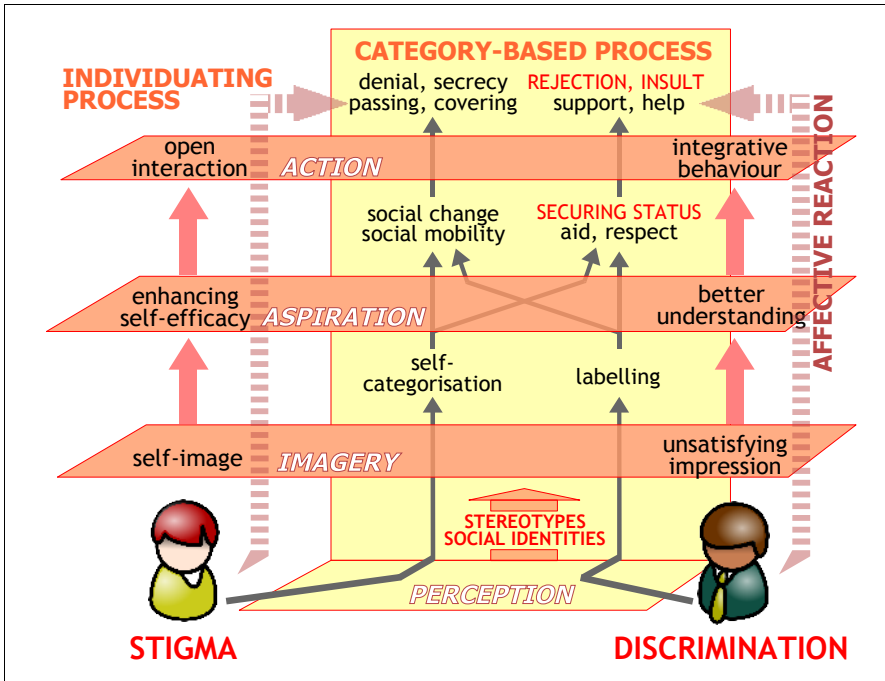 CATEGORY-BASED PROCESS
INDIVIDUATING
PROCESS
denial, secrecy
passing, covering
REJECTION, INSULT
support, help
open
interaction
ACTION
integrative
behaviour
AFFECTIVE REACTION
social change
social mobility
SECURING STATUS
aid, respect
enhancing
self-efficacy
ASPIRATION
better
understanding
self-
categorisation
labelling
self-image
IMAGERY
unsatisfying
impression
STEREOTYPES
SOCIAL IDENTITIES
PERCEPTION
STIGMA
DISCRIMINATION